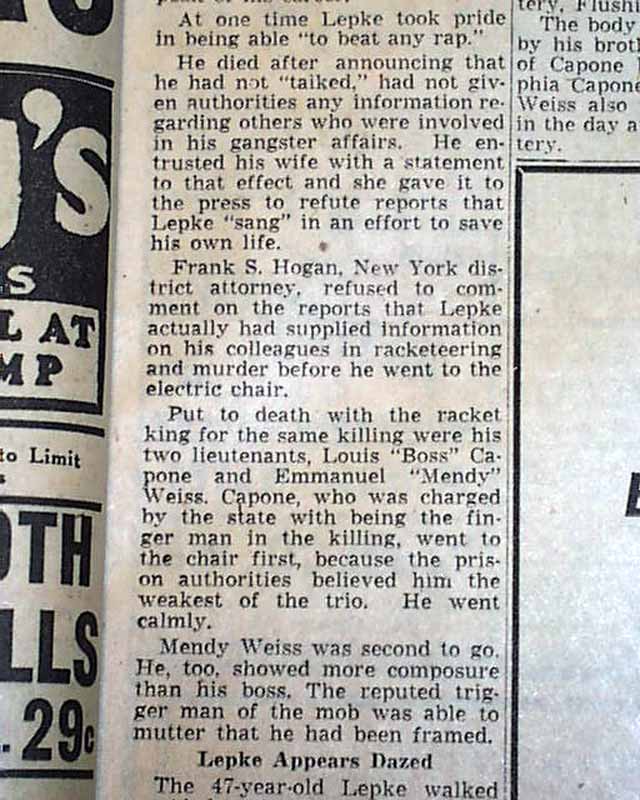 At one time Lepke took pride
in being able "to beat any rap."
He died after announcing that
he had not "taiked," had not giv-
en authorities any information re-
garding others who were involved
in his gangster affairs. He en-
trusted his wife with a statement
to that effect and she gave it to
the press to refute reports that
Lepke "sang" in an effort to save
his own life.
Frank S. Hogan, New York dis-
trict attorney, refused to com-
ment on the reports that Lepke
actually had supplied information
on his colleagues in racketeering
and murder before he went to the
electric chair.
Put to death with the racket
king for the same killing were his
two lieutenants, Louis "Boss" Ca-
pone and Emmanuel "Mendy"
Weiss. Capone, who was charged
by the state with being the fin-
ger man in the killing, went to
the chair first, because the pris-
on authorities believed him the
weakest of the trio. He went
calmly.
Mendy Weiss was second to go.
He, too, showed more composure
than his boss. The reputed trig-
ger man of the mob was able to
mutter that he had been framed.
Lepke Appears Dazed
The 47-year-old Lepke walked
tery, Flushi
The body
by his brot
of Capone
phia Capone
Weiss also
in the day a
tery.
's
S
L AT
MP
to Limit
OTH
LLS
. 29c